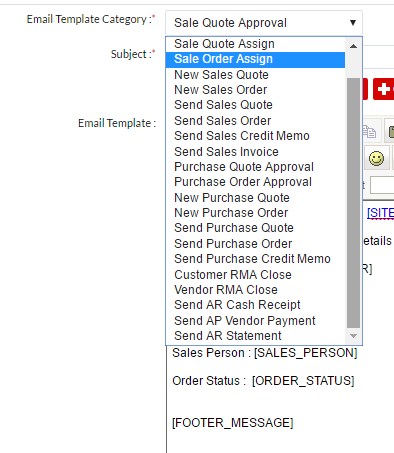 Email Template Category :*
Sale Quote Approval
Subject :*
Sale Quote Assign
Sale Order Assign
New Sales Quote
New Sales Order
Send Sales Quote
Send Sales Order
Send Sales Credit Memo
Send Sales Invoice
Purchase Quote Approval
Purchase Order Approval
New Purchase Quote
New Purchase Order
Send Purchase Quote
Send Purchase Order
Send Purchase Credit Memo
Customer RMA Close
Vendor RMA Close
Send AR Cash Receipt
Send AP Vendor Payment
Send AR Statement
Email Template :
[SITE
etails
R]
Sales Person : [SALES_PERSON]
Order Status : [ORDER_STATUS]
[FOOTER_MESSAGE]